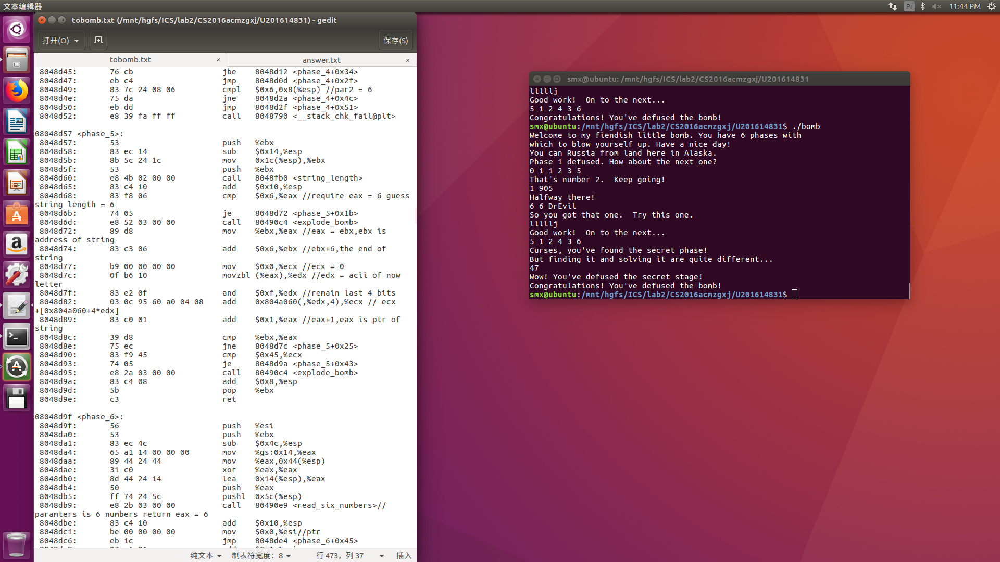 文本编辑器
Pi
11:44 PM
tobomb.txt (/mnt/hgfs/ICS/lab2/CS2016acmzgxj/U201614831) - gedit
打开(O)
保存(S)
tobomb.txt ×
answer.txt ×
8048d45: 76 cb jbe 8048d12 <phase_4+0x34>
8048d47: eb c4 jmp 8048d0d <phase_4+0x2f>
8048d49: 83 7c 24 08 06 cmpl $0x6,0x8(%esp) //par2 = 6
8048d4e: 75 da jne 8048d2a <phase_4+0x4c>
8048d50: eb dd jmp 8048d2f <phase_4+0x51>
8048d52: e8 39 fa ff ff call 8048790 <__stack_chk_fail@plt>
08048d57 <phase_5>:
8048d57: 53 push %ebx
8048d58: 83 ec 14 sub $0x14,%esp
8048d5b: 8b 5c 24 1c mov 0x1c(%esp),%ebx
8048d5f: 53 push %ebx
8048d60: e8 4b 02 00 00 call 8048fb0 <string_length>
8048d65: 83 c4 10 add $0x10,%esp
8048d68: 83 f8 06 cmp $0x6,%eax //require eax = 6 guess
string length = 6
8048d6b: 74 05 je 8048d72 <phase_5+0x1b>
8048d6d: e8 52 03 00 00 call 80490c4 <explode_bomb>
8048d72: 89 d8 mov %ebx,%eax //eax = ebx,ebx is
address of string
8048d74: 83 c3 06 add $0x6,%ebx //ebx+6,the end of
string
8048d77: b9 00 00 00 00 mov $0x0,%ecx //ecx = 0
8048d7c: 0f b6 10 movzbl (%eax),%edx //edx = acii of now
letter
8048d7f: 83 e2 0f and $0xf,%edx //remain last 4 bits
8048d82: 03 0c 95 60 a0 04 08 add 0x804a060(,%edx,4),%ecx // ecx
+[0x804a060+4*edx]
8048d89: 83 c0 01 add $0x1,%eax //eax+1,eax is ptr of
string
8048d8c: 39 d8 cmp %ebx,%eax
8048d8e: 75 ec jne 8048d7c <phase_5+0x25>
8048d90: 83 f9 45 cmp $0x45,%ecx
8048d93: 74 05 je 8048d9a <phase_5+0x43>
8048d95: e8 2a 03 00 00 call 80490c4 <explode_bomb>
8048d9a: 83 c4 08 add $0x8,%esp
8048d9d: 5b pop %ebx
8048d9e: c3 ret
08048d9f <phase_6>:
8048d9f: 56 push %esi
8048da0: 53 push %ebx
8048da1: 83 ec 4c sub $0x4c,%esp
8048da4: 65 a1 14 00 00 00 mov %gs:0x14,%eax
8048daa: 89 44 24 44 mov %eax,0x44(%esp)
8048dae: 31 c0 xor %eax,%eax
8048db0: 8d 44 24 14 lea 0x14(%esp),%eax
8048db4: 50 push %eax
8048db5: ff 74 24 5c pushl 0x5c(%esp)
8048db9: e8 2b 03 00 00 call 80490e9 <read_six_numbers>//
paramters is 6 numbers return eax = 6
8048dbe: 83 c4 10 add $0x10,%esp
8048dc1: be 00 00 00 00 mov $0x0,%esi//ptr
8048dc6: eb 1c jmp 8048de4 <phase_6+0x45>
纯文本 制表符宽度: 8 行 473, 列 37 插入
smx@ubuntu: /mnt/hgfs/ICS/lab2/CS2016acmzgxj/U201614831
lllllj
Good work! On to the next...
5 1 2 4 3 6
Congratulations! You've defused the bomb!
smx@ubuntu:/mnt/hgfs/ICS/lab2/CS2016acmzgxj/U201614831$ ./bomb
Welcome to my fiendish little bomb. You have 6 phases with
which to blow yourself up. Have a nice day!
You can Russia from land here in Alaska.
Phase 1 defused. How about the next one?
0 1 1 2 3 5
That's number 2. Keep going!
1 905
Halfway there!
6 6 DrEvil
So you got that one. Try this one.
lllllj
Good work! On to the next...
5 1 2 4 3 6
Curses, you've found the secret phase!
But finding it and solving it are quite different...
47
Wow! You've defused the secret stage!
Congratulations! You've defused the bomb!
smx@ubuntu:/mnt/hgfs/ICS/lab2/CS2016acmzgxj/U201614831$